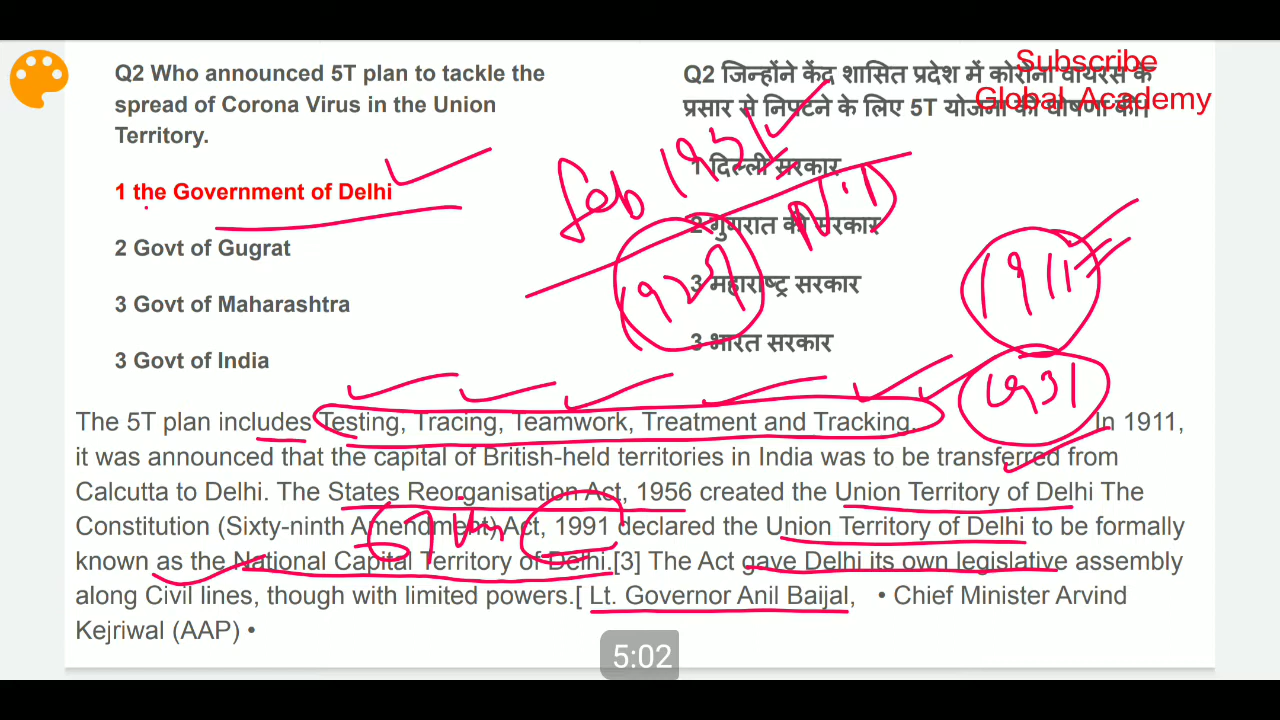 Subscribe
Global Academy
Q2 Who announced 5T plan to tackle the
spread of Corona Virus in the Union
Territory.
1 the Government of Delhi
2 Govt of Gugrat
3 Govt of Maharashtra
3 Govt of India
Q2 जिन्होंने केंद्र शासित प्रदेश में कोरोना वायरस के
प्रसार से निपटने के लिए 5T योजना की घोषणा की।
1 दिल्ली सरकार
2 गुगरात की सरकार
3 महाराष्ट्र सरकार
3 भारत सरकार
Feb 1931
1911
1931
The 5T plan includes Testing, Tracing, Teamwork, Treatment and Tracking. In 1911,
it was announced that the capital of British-held territories in India was to be transferred from
Calcutta to Delhi. The States Reorganisation Act, 1956 created the Union Territory of Delhi The
Constitution (Sixty-ninth Amendment) Act, 1991 declared the Union Territory of Delhi to be formally
known as the National Capital Territory of Delhi.[3] The Act gave Delhi its own legislative assembly
along Civil lines, though with limited powers.[ Lt. Governor Anil Baijal, • Chief Minister Arvind
Kejriwal (AAP) •
5:02